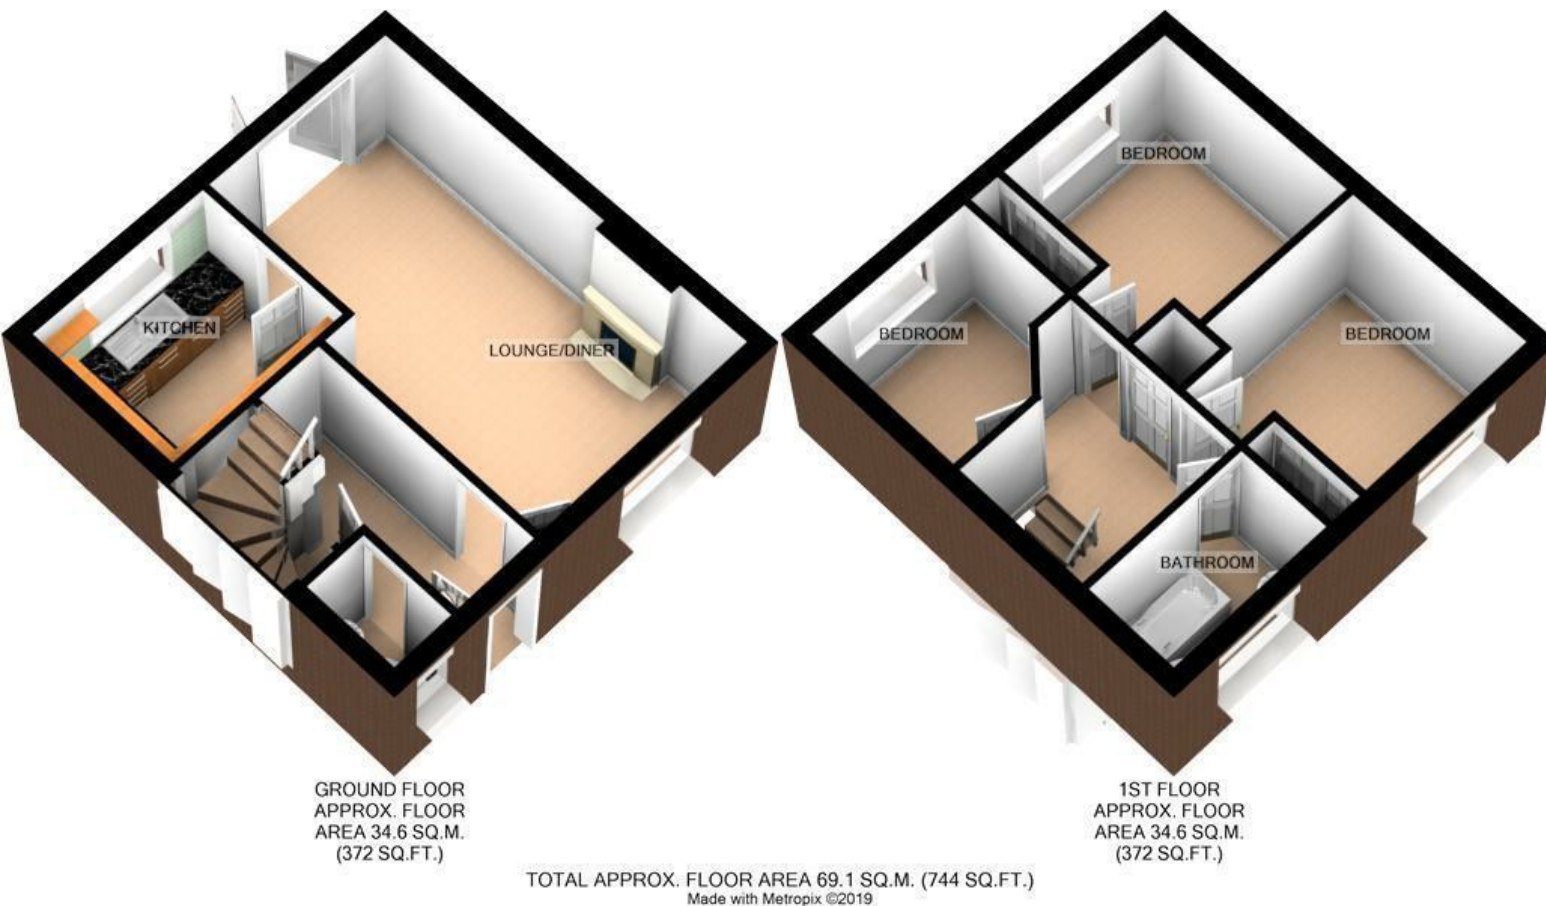 KITCHEN
LOUNGE/DINER
BEDROOM
BEDROOM
BEDROOM
BATHROOM
GROUND FLOOR
APPROX. FLOOR
AREA 34.6 SQ.M.
(372 SQ.FT.)
1ST FLOOR
APPROX. FLOOR
AREA 34.6 SQ.M.
(372 SQ.FT.)
TOTAL APPROX. FLOOR AREA 69.1 SQ.M. (744 SQ.FT.)
Made with Metropix ©2019